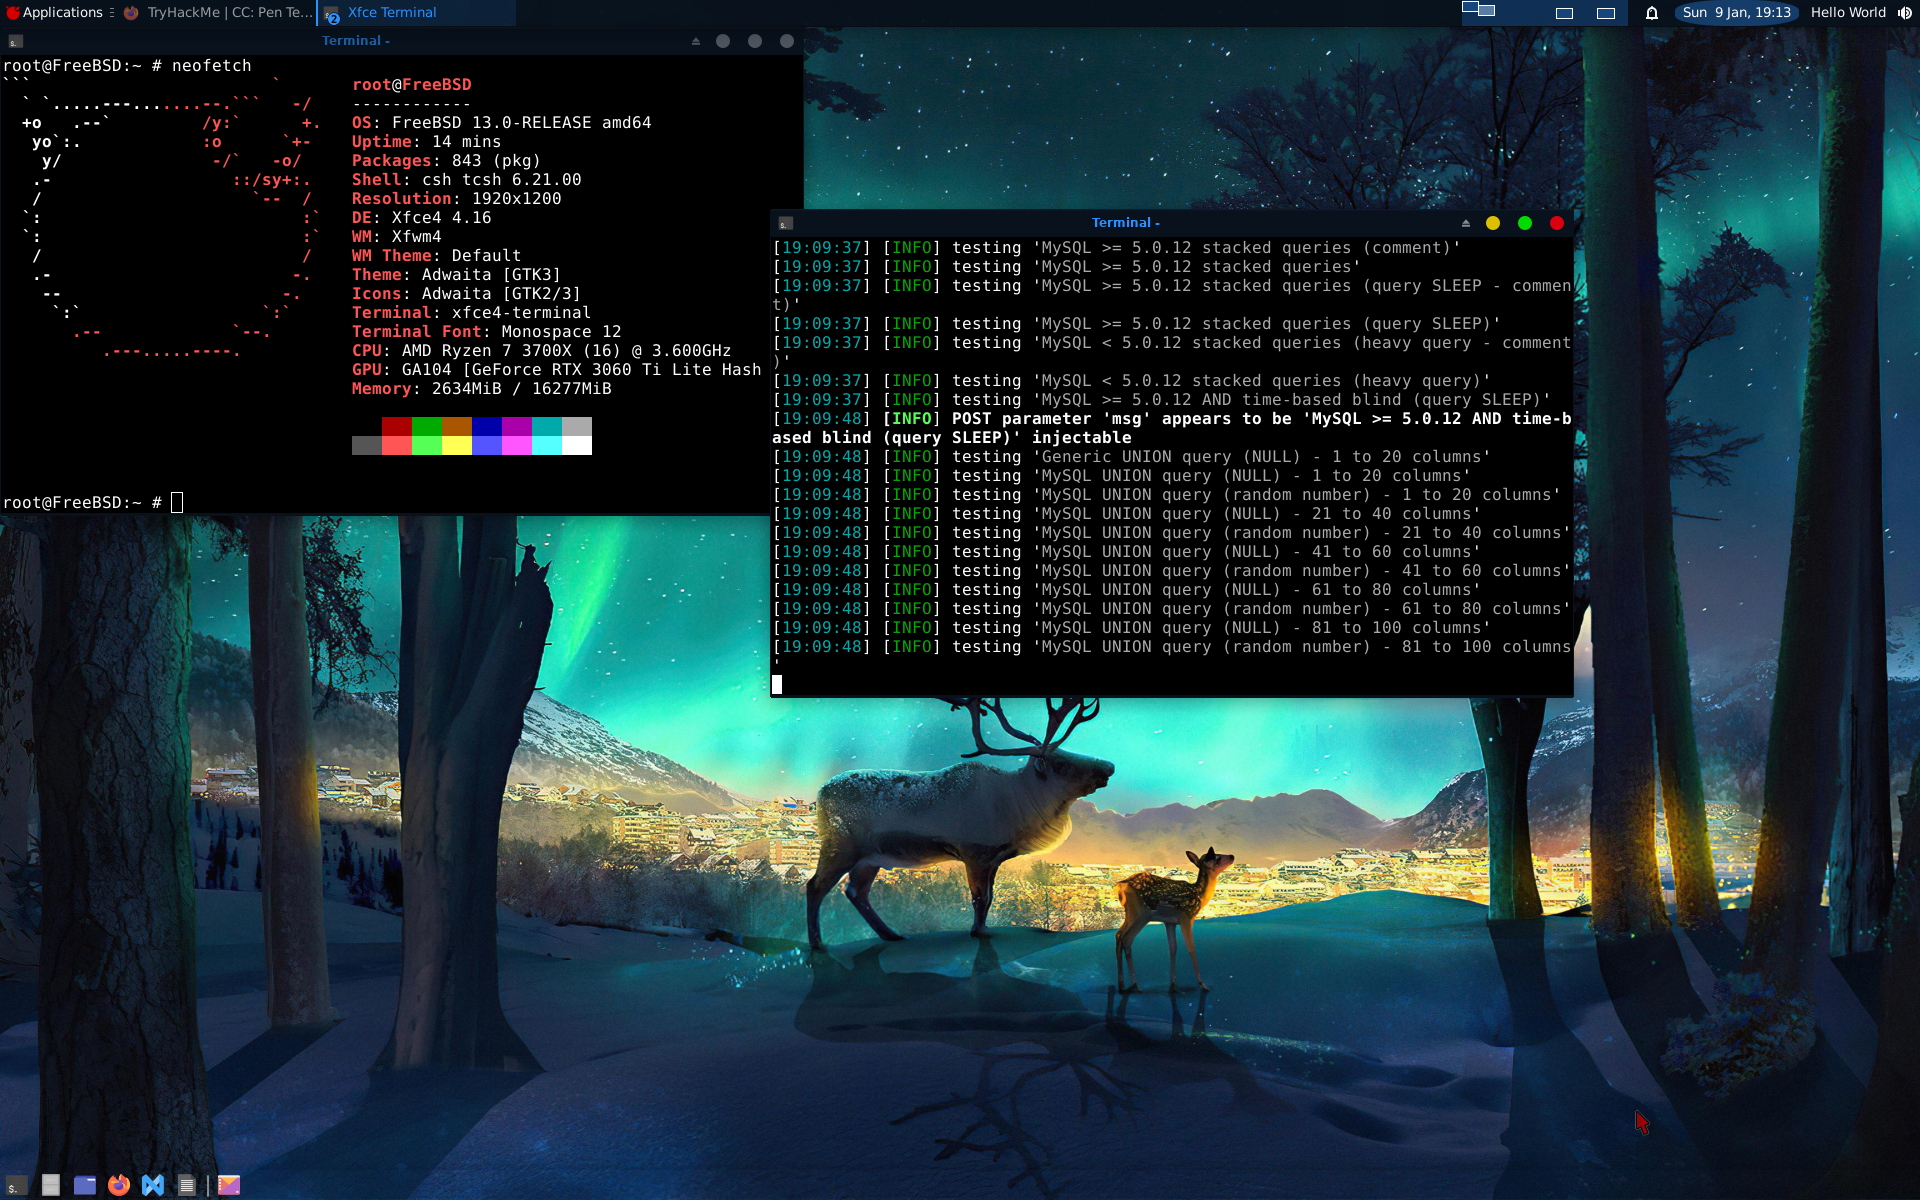 Applications
TryHackMe | CC: Pen Te...
2
Xfce Terminal
Sun 9 Jan, 19:13
Hello World
Terminal -
root@FreeBSD:~ # neofetch
```                        `
  ` `.....---.......--.```   -/
  +o   .--`         /y:`      +.
   yo`:.            :o      `+-
    y/               -/`   -o/
   .-                  ::/sy+:.
   /                     `--  /
  `:                          :`
  `:                          :`
   /                          /
   .-                        -.
    --                      -.
     `:`                  `:`
       .--             `--.
          .---.....----.
root@FreeBSD
------------
OS: FreeBSD 13.0-RELEASE amd64
Uptime: 14 mins
Packages: 843 (pkg)
Shell: csh tcsh 6.21.00
Resolution: 1920x1200
DE: Xfce4 4.16
WM: Xfwm4
WM Theme: Default
Theme: Adwaita [GTK3]
Icons: Adwaita [GTK2/3]
Terminal: xfce4-terminal
Terminal Font: Monospace 12
CPU: AMD Ryzen 7 3700X (16) @ 3.600GHz
GPU: GA104 [GeForce RTX 3060 Ti Lite Hash
Memory: 2634MiB / 16277MiB
root@FreeBSD:~ #
Terminal -
[19:09:37] [INFO] testing 'MySQL >= 5.0.12 stacked queries (comment)'
[19:09:37] [INFO] testing 'MySQL >= 5.0.12 stacked queries'
[19:09:37] [INFO] testing 'MySQL >= 5.0.12 stacked queries (query SLEEP - commen
t)'
[19:09:37] [INFO] testing 'MySQL >= 5.0.12 stacked queries (query SLEEP)'
[19:09:37] [INFO] testing 'MySQL < 5.0.12 stacked queries (heavy query - comment
)'
[19:09:37] [INFO] testing 'MySQL < 5.0.12 stacked queries (heavy query)'
[19:09:37] [INFO] testing 'MySQL >= 5.0.12 AND time-based blind (query SLEEP)'
[19:09:48] [INFO] POST parameter 'msg' appears to be 'MySQL >= 5.0.12 AND time-b
ased blind (query SLEEP)' injectable
[19:09:48] [INFO] testing 'Generic UNION query (NULL) - 1 to 20 columns'
[19:09:48] [INFO] testing 'MySQL UNION query (NULL) - 1 to 20 columns'
[19:09:48] [INFO] testing 'MySQL UNION query (random number) - 1 to 20 columns'
[19:09:48] [INFO] testing 'MySQL UNION query (NULL) - 21 to 40 columns'
[19:09:48] [INFO] testing 'MySQL UNION query (random number) - 21 to 40 columns'
[19:09:48] [INFO] testing 'MySQL UNION query (NULL) - 41 to 60 columns'
[19:09:48] [INFO] testing 'MySQL UNION query (random number) - 41 to 60 columns'
[19:09:48] [INFO] testing 'MySQL UNION query (NULL) - 61 to 80 columns'
[19:09:48] [INFO] testing 'MySQL UNION query (random number) - 61 to 80 columns'
[19:09:48] [INFO] testing 'MySQL UNION query (NULL) - 81 to 100 columns'
[19:09:48] [INFO] testing 'MySQL UNION query (random number) - 81 to 100 columns
'